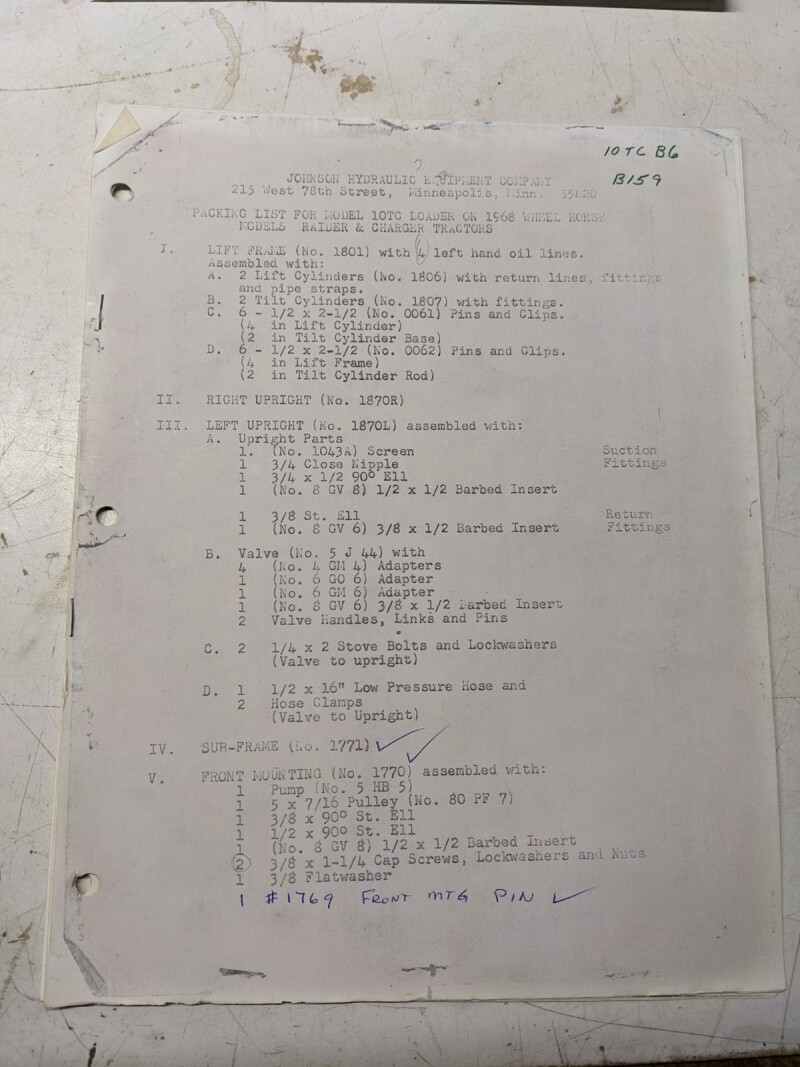 10TC B6
B159
JOHNSON HYDRAULIC EQUIPMENT COMPANY
215 West 78th Street, Minneapolis, Minn. 55420
PACKING LIST FOR MODEL 10TC LOADER ON 1968 WHEEL HORSE
MODELS RAIDER & CHARGER TRACTORS
I. LIFT FRAME (No. 1801) with 4 left hand oil lines.
Assembled with:
A. 2 Lift Cylinders (No. 1806) with return lines, fittings
and pipe straps.
B. 2 Tilt Cylinders (No. 1807) with fittings.
C. 6 - 1/2 x 2-1/2 (No. 0061) Pins and Clips.
(4 in Lift Cylinder)
(2 in Tilt Cylinder Base)
D. 6 - 1/2 x 2-1/2 (No. 0062) Pins and Clips.
(4 in Lift Frame)
(2 in Tilt Cylinder Rod)
II. RIGHT UPRIGHT (No. 1870R)
III. LEFT UPRIGHT (No. 1870L) assembled with:
A. Upright Parts
1. (No. 1043A) Screen Suction
1 3/4 Close Nipple Fittings
1 3/4 x 1/2 90° Ell
1 (No. 8 GV 8) 1/2 x 1/2 Barbed Insert
1 3/8 St. Ell Return
1 (No. 8 GV 6) 3/8 x 1/2 Barbed Insert Fittings
B. Valve (No. 5 J 44) with
4 (No. 4 GM 4) Adapters
1 (No. 6 GO 6) Adapter
1 (No. 6 GM 6) Adapter
1 (No. 8 GV 6) 3/8 x 1/2 Barbed Insert
2 Valve Handles, Links and Pins
C. 2 1/4 x 2 Stove Bolts and Lockwashers
(Valve to upright)
D. 1 1/2 x 16" Low Pressure Hose and
2 Hose Clamps
(Valve to Upright)
IV. SUB-FRAME (No. 1771)
V. FRONT MOUNTING (No. 1770) assembled with:
1 Pump (No. 5 HB 5)
1 5 x 7/16 Pulley (No. 80 PF 7)
1 3/8 x 90° St. Ell
1 1/2 x 90° St. Ell
1 (No. 8 GV 8) 1/2 x 1/2 Barbed Insert
2 3/8 x 1-1/4 Cap Screws, Lockwashers and Nuts
1 3/8 Flatwasher
1 #1769 FRONT MTG PIN